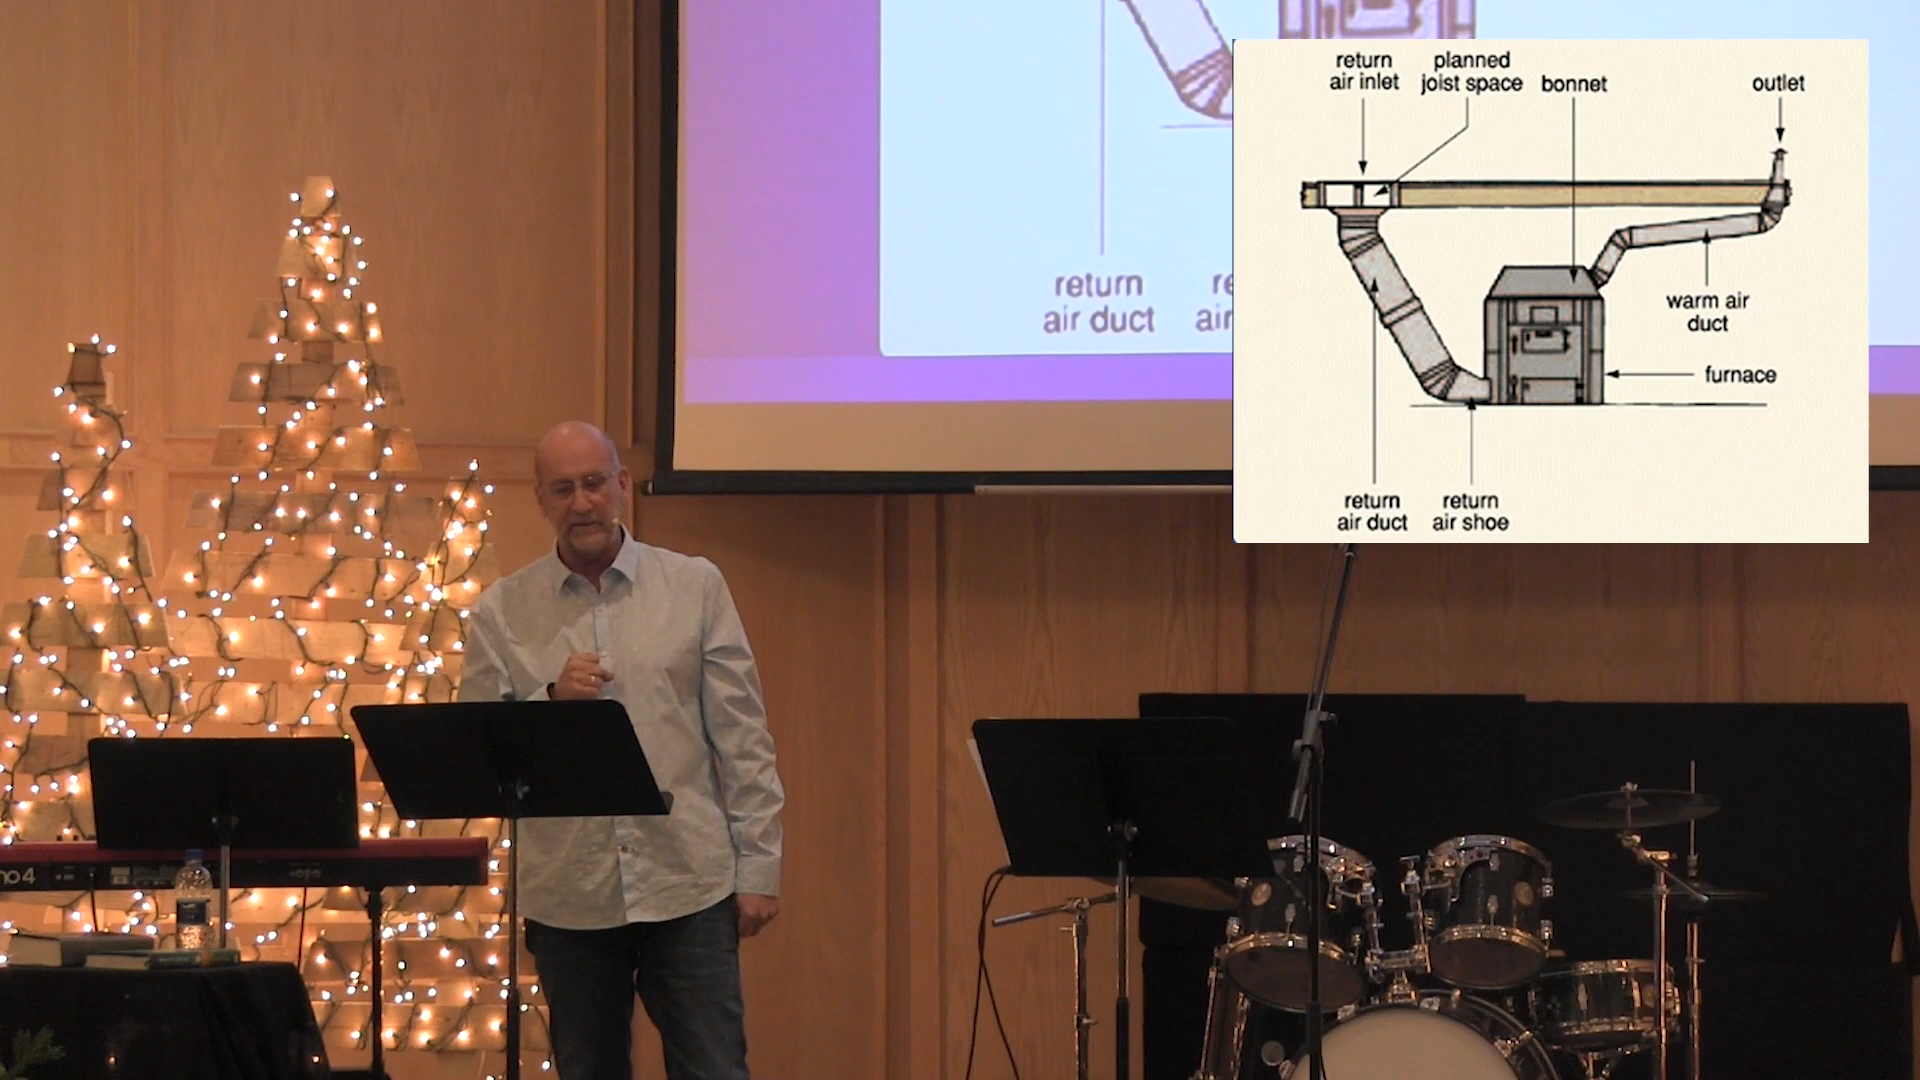 return
air inlet
planned
joist space
bonnet
outlet
warm air
duct
furnace
return
air duct
return
air shoe
return
air duct
no4